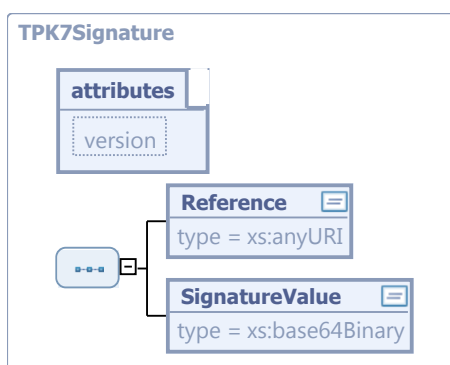 TPK7Signature
attributes
version
Reference
type = xs:anyURI
SignatureValue
type = xs:base64Binary